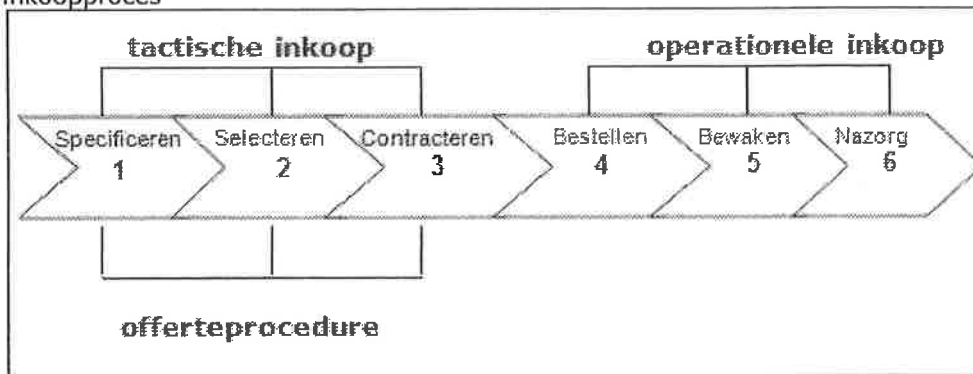 Inkoopproces
tactische inkoop
operationele inkoop
Specificeren Selecteren Contracteren Bestellen Bewaken Nazorg
1 2 3 4 5 6
offerteprocedure